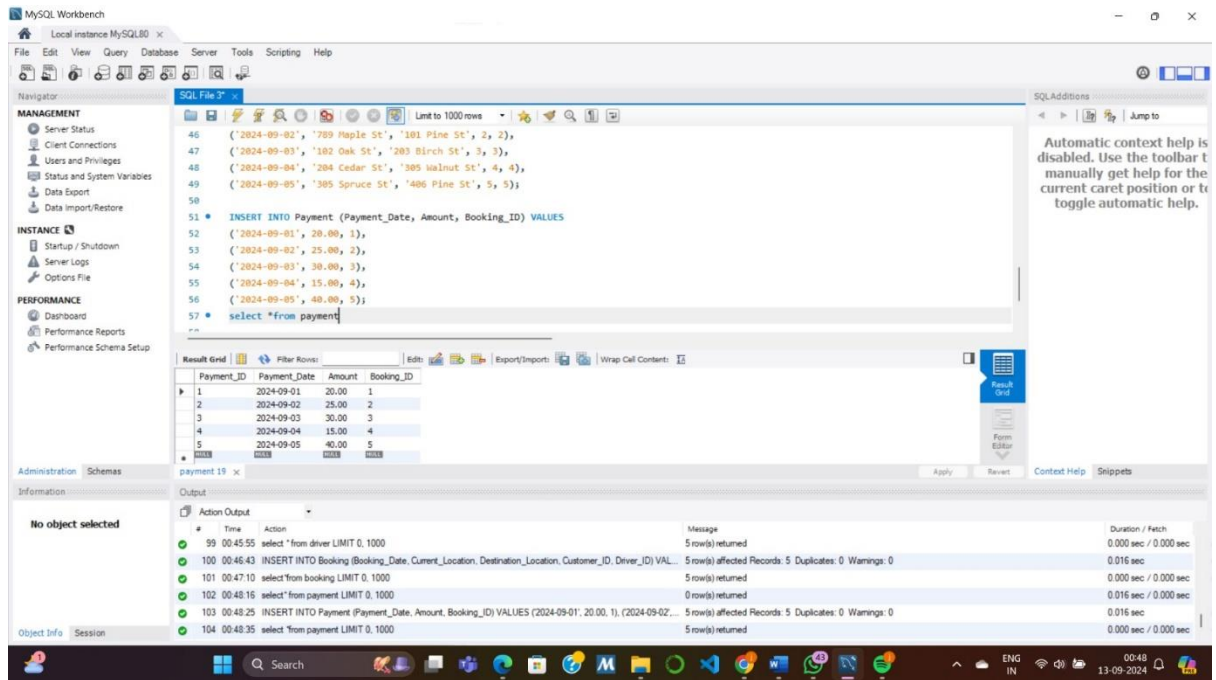 MySQL Workbench
Local instance MySQL80 ×
File Edit View Query Database Server Tools Scripting Help
Navigator
MANAGEMENT
Server Status
Client Connections
Users and Privileges
Status and System Variables
Data Export
Data Import/Restore
INSTANCE
Startup / Shutdown
Server Logs
Options File
PERFORMANCE
Dashboard
Performance Reports
Performance Schema Setup
Administration Schemas
Information
No object selected
Object Info Session
SQL File 3* ×
Limit to 1000 rows
46 ('2024-09-02', '789 Maple St', '101 Pine St', 2, 2),
47 ('2024-09-03', '102 Oak St', '203 Birch St', 3, 3),
48 ('2024-09-04', '204 Cedar St', '305 Walnut St', 4, 4),
49 ('2024-09-05', '305 Spruce St', '406 Pine St', 5, 5);
50
51 INSERT INTO Payment (Payment_Date, Amount, Booking_ID) VALUES
52 ('2024-09-01', 20.00, 1),
53 ('2024-09-02', 25.00, 2),
54 ('2024-09-03', 30.00, 3),
55 ('2024-09-04', 15.00, 4),
56 ('2024-09-05', 40.00, 5);
57 select *from payment
Result Grid Filter Rows: Edit: Export/Import: Wrap Cell Content:
Payment_ID Payment_Date Amount Booking_ID
1 2024-09-01 20.00 1
2 2024-09-02 25.00 2
3 2024-09-03 30.00 3
4 2024-09-04 15.00 4
5 2024-09-05 40.00 5
NULL NULL NULL NULL
Result Grid
Form Editor
payment 19 ×
Apply Revert
SQLAdditions
Jump to
Automatic context help is
disabled. Use the toolbar t
manually get help for the
current caret position or to
toggle automatic help.
Context Help Snippets
Output
Action Output
# Time Action Message Duration / Fetch
99 00:45:55 select *from driver LIMIT 0, 1000 5 row(s) returned 0.000 sec / 0.000 sec
100 00:46:43 INSERT INTO Booking (Booking_Date, Current_Location, Destination_Location, Customer_ID, Driver_ID) VAL... 5 row(s) affected Records: 5 Duplicates: 0 Warnings: 0 0.016 sec
101 00:47:10 select *from booking LIMIT 0, 1000 5 row(s) returned 0.000 sec / 0.000 sec
102 00:48:16 select *from payment LIMIT 0, 1000 0 row(s) returned 0.016 sec / 0.000 sec
103 00:48:25 INSERT INTO Payment (Payment_Date, Amount, Booking_ID) VALUES ('2024-09-01', 20.00, 1), ('2024-09-02',... 5 row(s) affected Records: 5 Duplicates: 0 Warnings: 0 0.016 sec
104 00:48:35 select *from payment LIMIT 0, 1000 5 row(s) returned 0.000 sec / 0.000 sec
Search
43
ENG
IN
00:48
13-09-2024